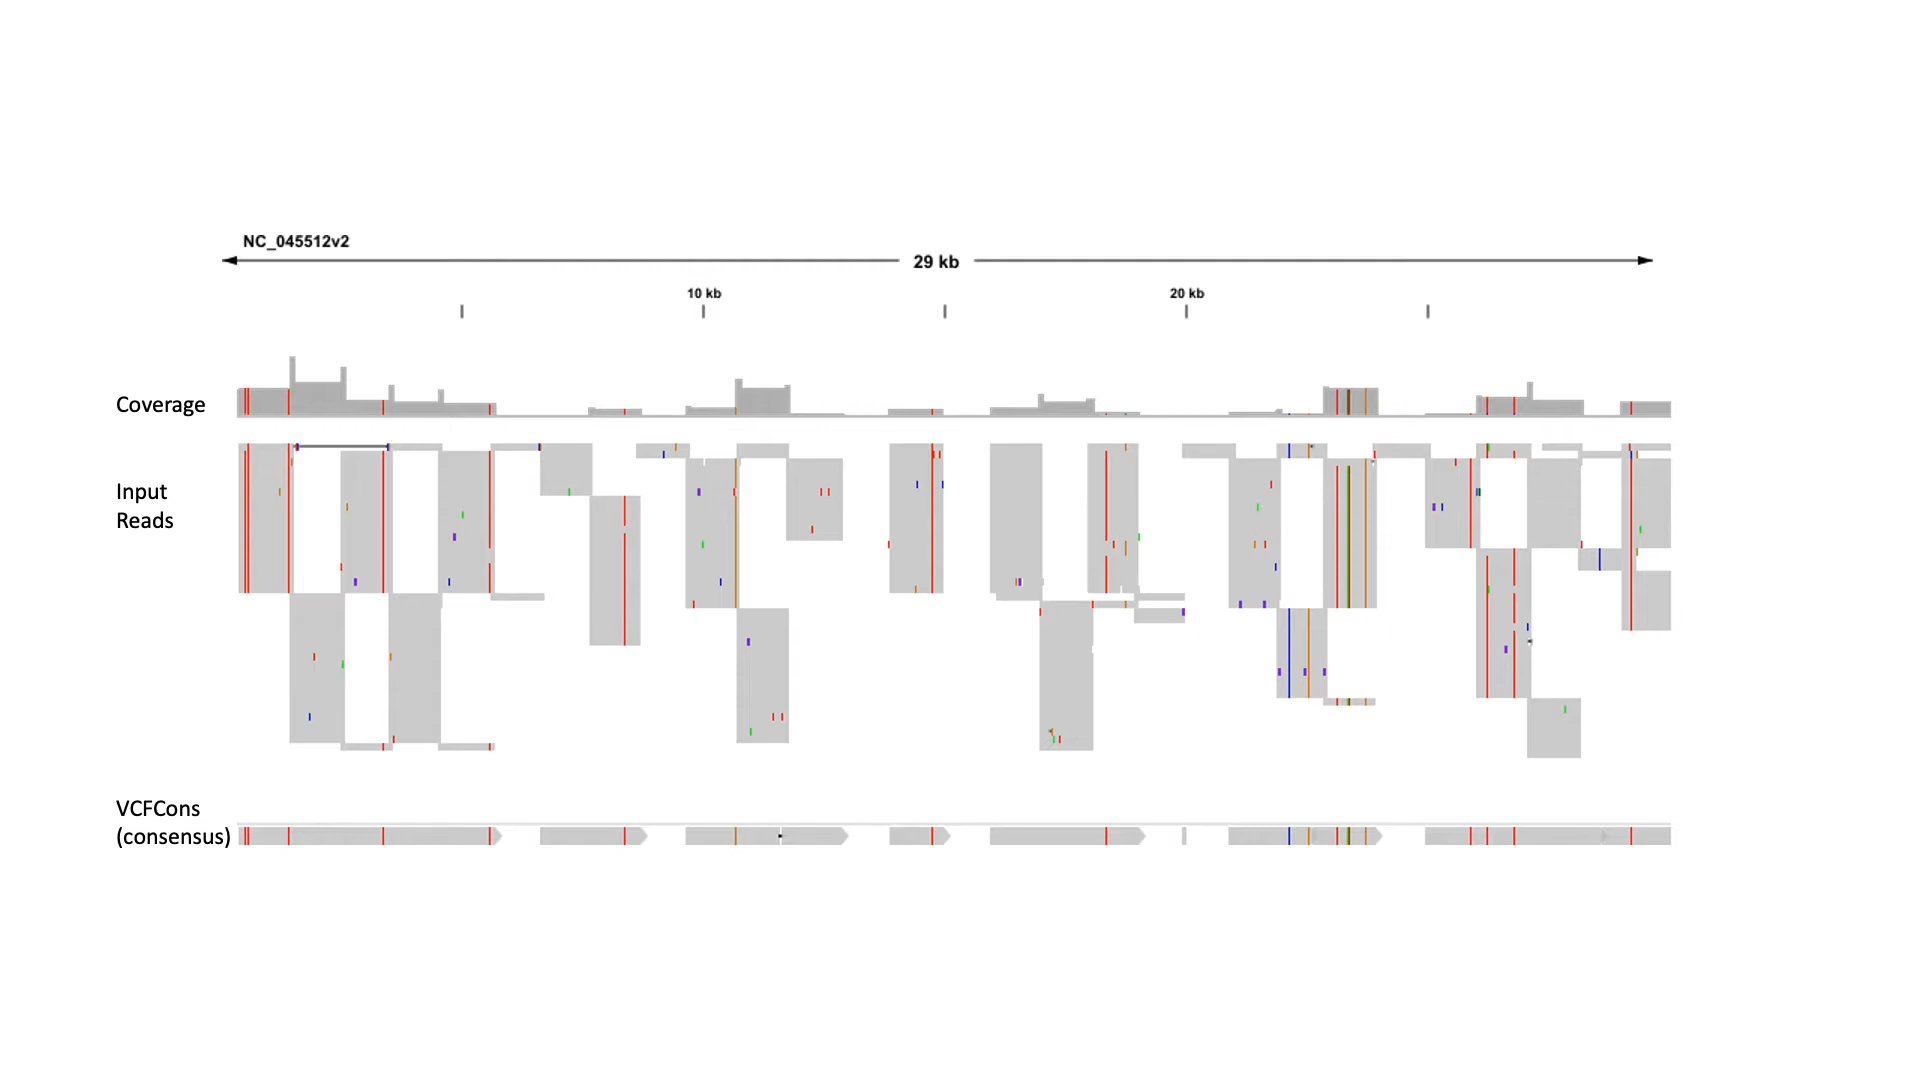 NC_045512v2
29 kb
10 kb
20 kb
Coverage
Input
Reads
VCFCons
(consensus)